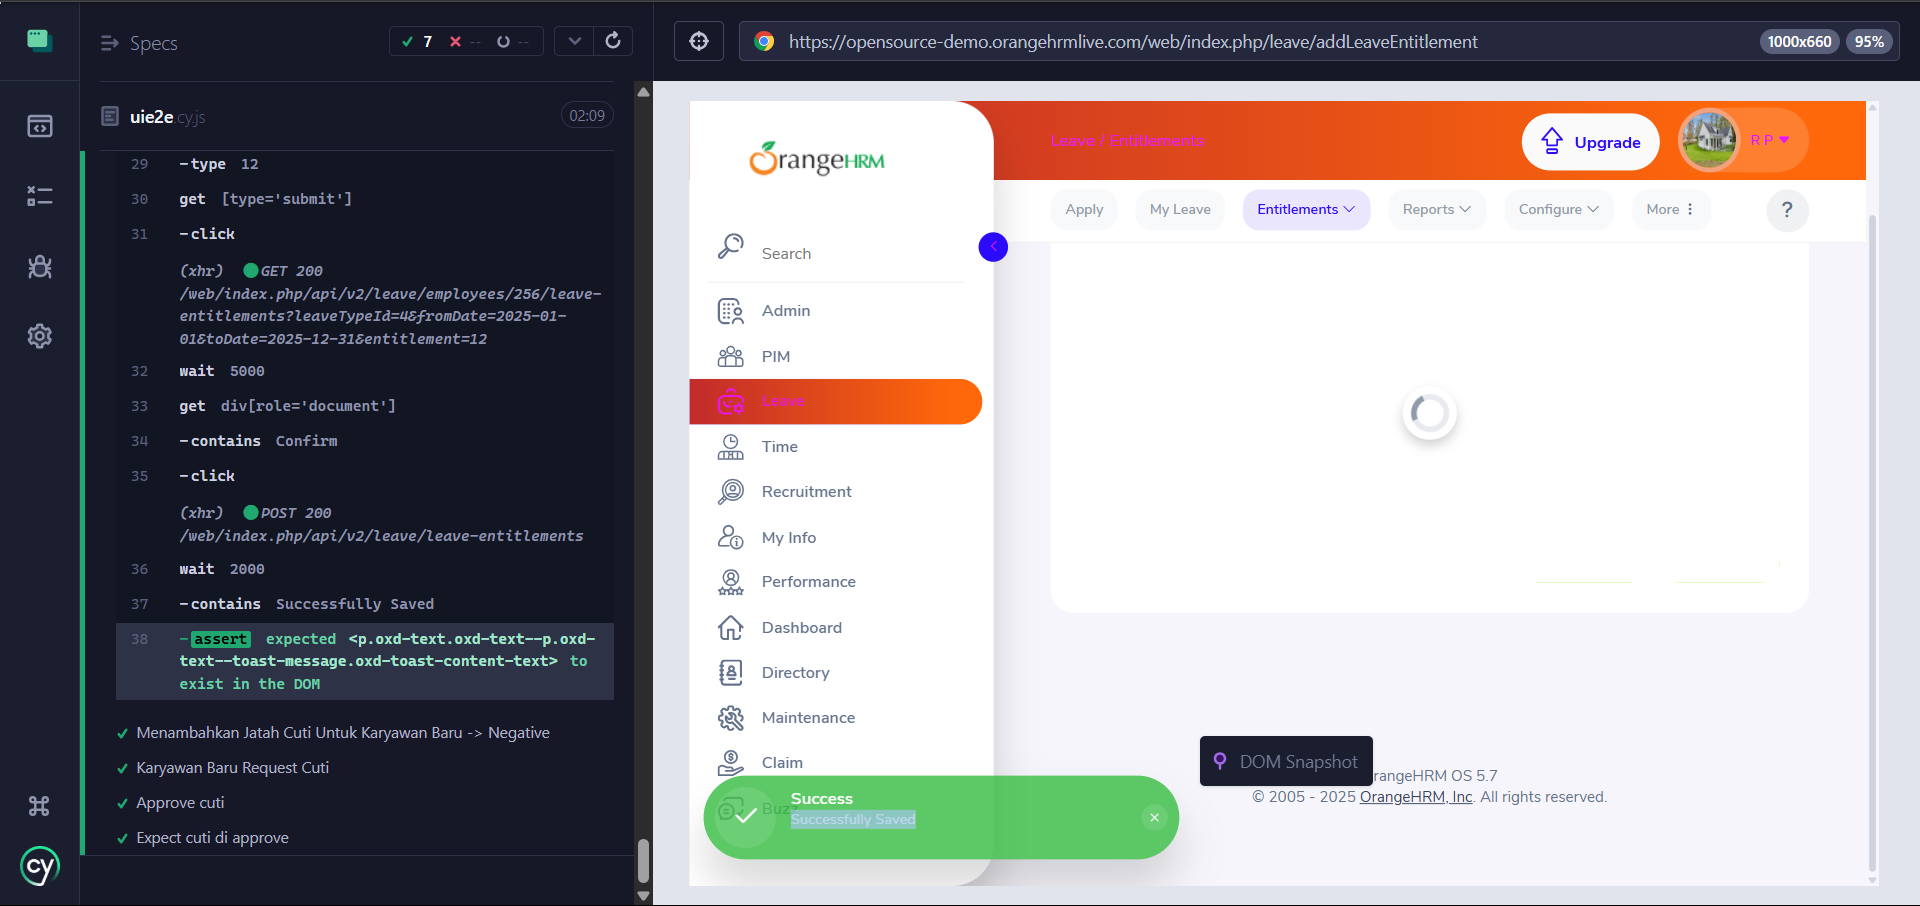 Specs
7
--
--
https://opensource-demo.orangehrmlive.com/web/index.php/leave/addLeaveEntitlement
1000x660
95%
uie2e.cy.js
02:09
29 -type 12
30 get [type='submit']
31 -click
(xhr) GET 200
/web/index.php/api/v2/leave/employees/256/leave-
entitlements?leaveTypeId=4&fromDate=2025-01-
01&toDate=2025-12-31&entitlement=12
32 wait 5000
33 get div[role='document']
34 -contains Confirm
35 -click
(xhr) POST 200
/web/index.php/api/v2/leave/leave-entitlements
36 wait 2000
37 -contains Successfully Saved
38 -assert expected <p.oxd-text.oxd-text--p.oxd-
text--toast-message.oxd-toast-content-text> to
exist in the DOM
Menambahkan Jatah Cuti Untuk Karyawan Baru -> Negative
Karyawan Baru Request Cuti
Approve cuti
Expect cuti di approve
cy
OrangeHRM
Leave / Entitlements
Upgrade
R P
Apply
My Leave
Entitlements
Reports
Configure
More
?
Search
Admin
PIM
Leave
Time
Recruitment
My Info
Performance
Dashboard
Directory
Maintenance
Claim
Buzz
Success
Successfully Saved
DOM Snapshot
rangeHRM OS 5.7
© 2005 - 2025 OrangeHRM, Inc. All rights reserved.